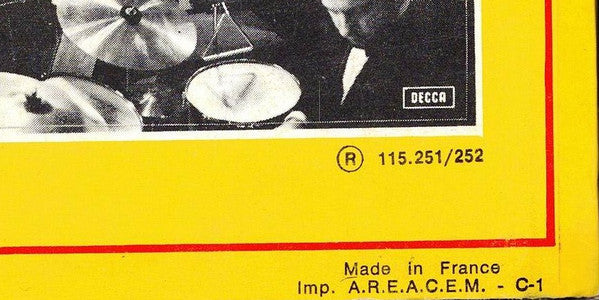 DECCA
Ⓡ 115.251/252
Made in France
Imp. A.R.E.A.C.E.M. - C-1